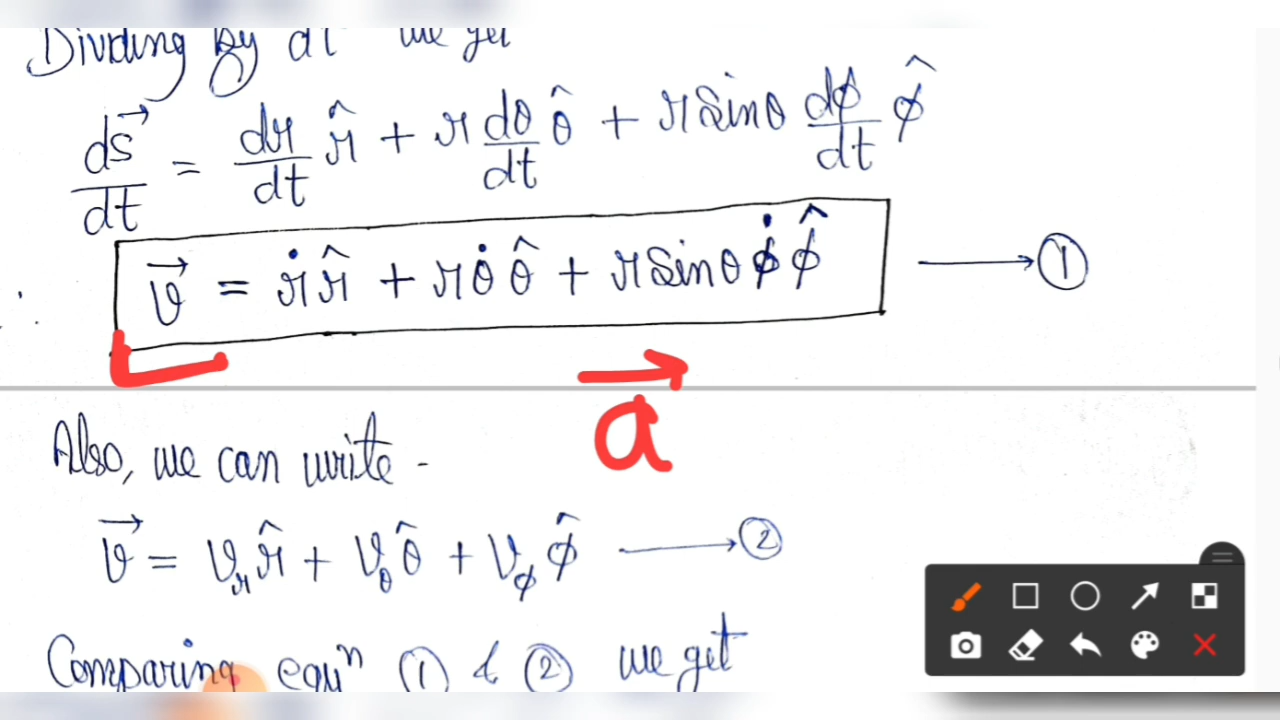 Dividing by dt we get
ds⃗/dt = dr/dt r̂ + r dθ/dt θ̂ + r sinθ dϕ/dt ϕ̂
∴ v⃗ = ṙ r̂ + r θ̇ θ̂ + r sinθ ϕ̇ ϕ̂ → ①
a⃗
Also, we can write -
v⃗ = v_r r̂ + v_θ θ̂ + v_ϕ ϕ̂ → ②
Comparing equⁿ ① & ② we get